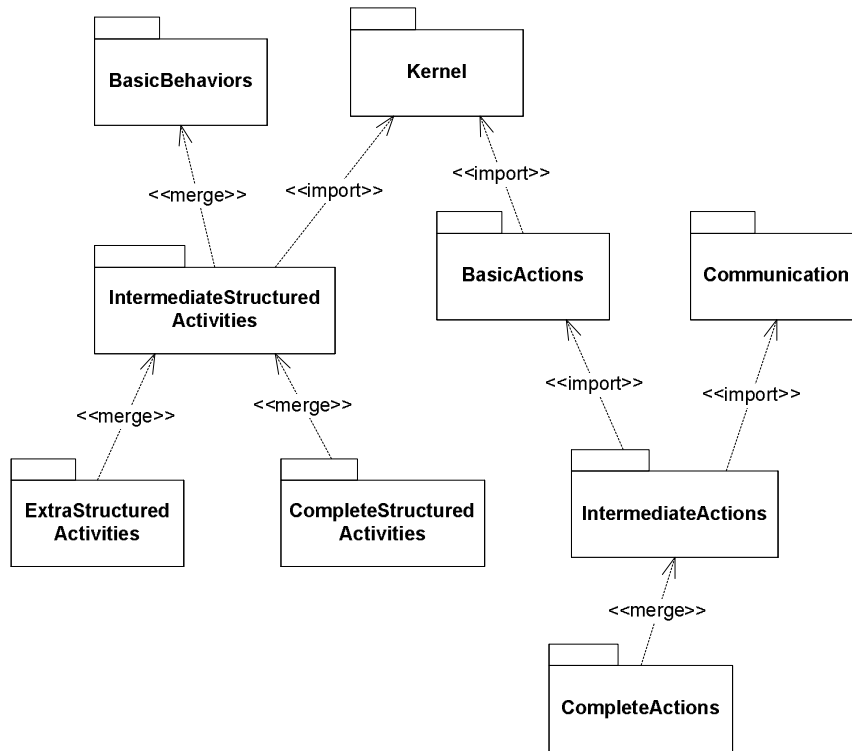 BasicBehaviors
Kernel
<<merge>>
<<import>>
<<import>>
BasicActions
Communication
IntermediateStructured
Activities
<<merge>>
<<merge>>
<<import>>
<<import>>
ExtraStructured
Activities
CompleteStructured
Activities
IntermediateActions
<<merge>>
CompleteActions